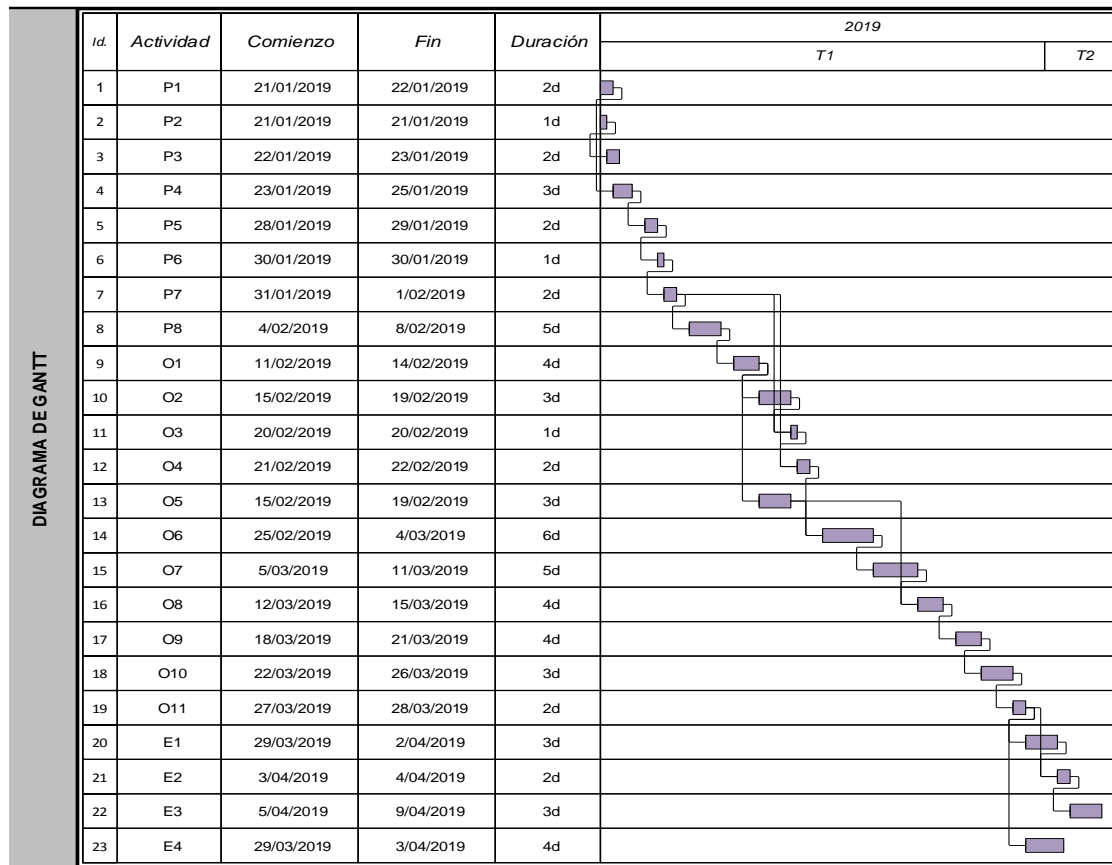 DIAGRAMA DE GANTT
Id. Actividad Comienzo Fin Duración 2019
T1 T2
1 P1 21/01/2019 22/01/2019 2d
2 P2 21/01/2019 21/01/2019 1d
3 P3 22/01/2019 23/01/2019 2d
4 P4 23/01/2019 25/01/2019 3d
5 P5 28/01/2019 29/01/2019 2d
6 P6 30/01/2019 30/01/2019 1d
7 P7 31/01/2019 1/02/2019 2d
8 P8 4/02/2019 8/02/2019 5d
9 O1 11/02/2019 14/02/2019 4d
10 O2 15/02/2019 19/02/2019 3d
11 O3 20/02/2019 20/02/2019 1d
12 O4 21/02/2019 22/02/2019 2d
13 O5 15/02/2019 19/02/2019 3d
14 O6 25/02/2019 4/03/2019 6d
15 O7 5/03/2019 11/03/2019 5d
16 O8 12/03/2019 15/03/2019 4d
17 O9 18/03/2019 21/03/2019 4d
18 O10 22/03/2019 26/03/2019 3d
19 O11 27/03/2019 28/03/2019 2d
20 E1 29/03/2019 2/04/2019 3d
21 E2 3/04/2019 4/04/2019 2d
22 E3 5/04/2019 9/04/2019 3d
23 E4 29/03/2019 3/04/2019 4d